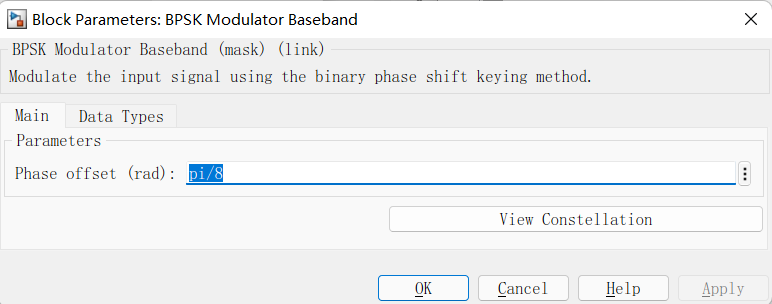 Block Parameters: BPSK Modulator Baseband
BPSK Modulator Baseband (mask) (link)
Modulate the input signal using the binary phase shift keying method.
Main Data Types
Parameters
Phase offset (rad): pi/8
View Constellation
OK Cancel Help Apply